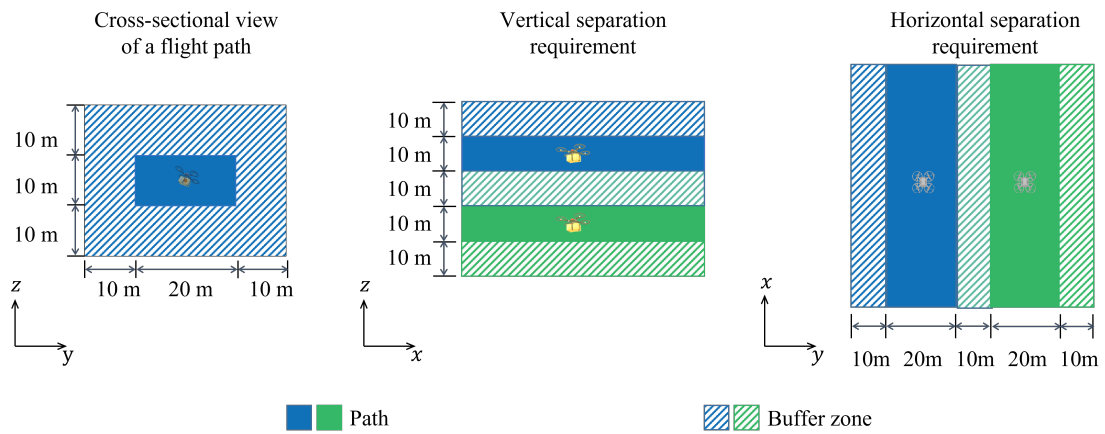 Cross-sectional view
of a flight path
10 m
10 m
10 m
10 m
20 m
10 m
z
y
Vertical separation
requirement
10 m
10 m
10 m
10 m
10 m
z
x
Horizontal separation
requirement
x
y
10m
20m
10m
20m
10m
Path
Buffer zone